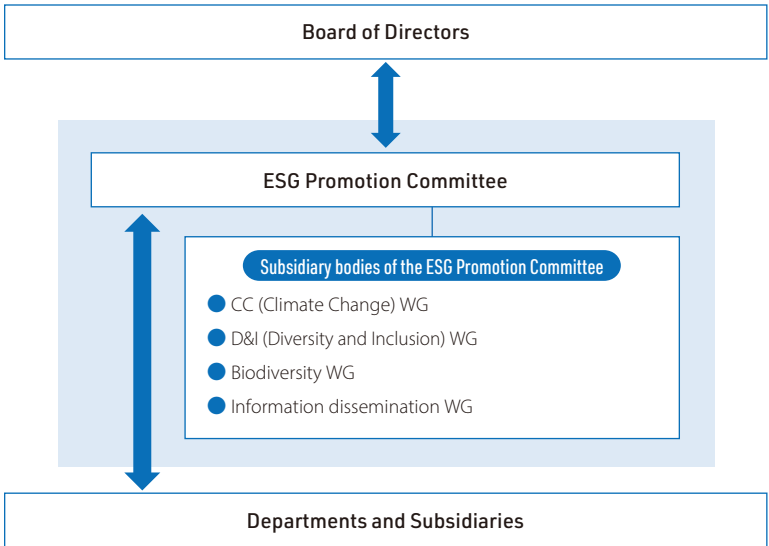 Board of Directors
ESG Promotion Committee
Subsidiary bodies of the ESG Promotion Committee
CC (Climate Change) WG
D&I (Diversity and Inclusion) WG
Biodiversity WG
Information dissemination WG
Departments and Subsidiaries